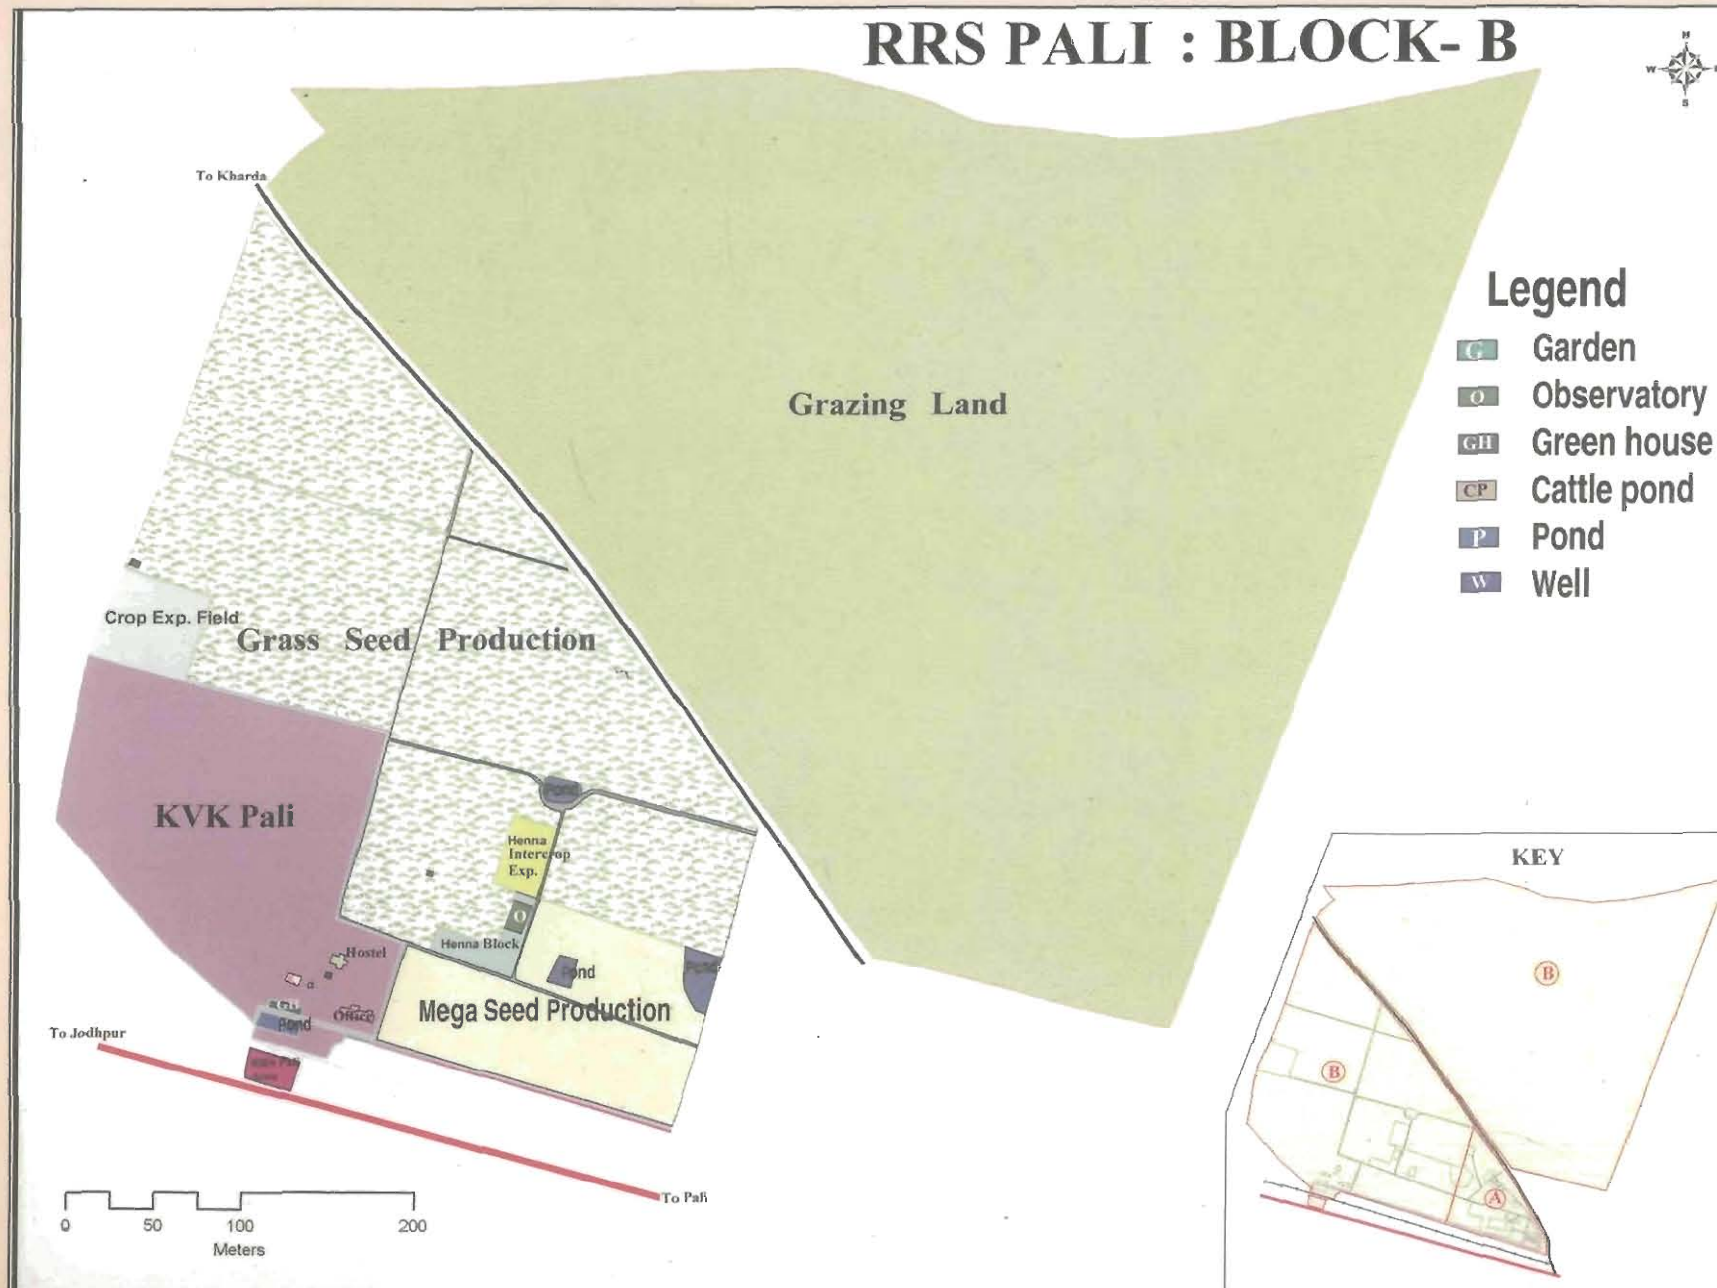 RRS PALI : BLOCK- B
N
W
S
To Kharda
Legend
G Garden
O Observatory
GH Green house
CP Cattle pond
P Pond
W Well
Grazing Land
Crop Exp. Field
Grass Seed Production
KVK Pali
Pond
Henna
Intercrop
Exp.
O
Henna Block
Hostel
Pond
Pond
Mega Seed Production
Office
Pond
To Jodhpur
To Pali
0 50 100 200
Meters
KEY
B
B
A